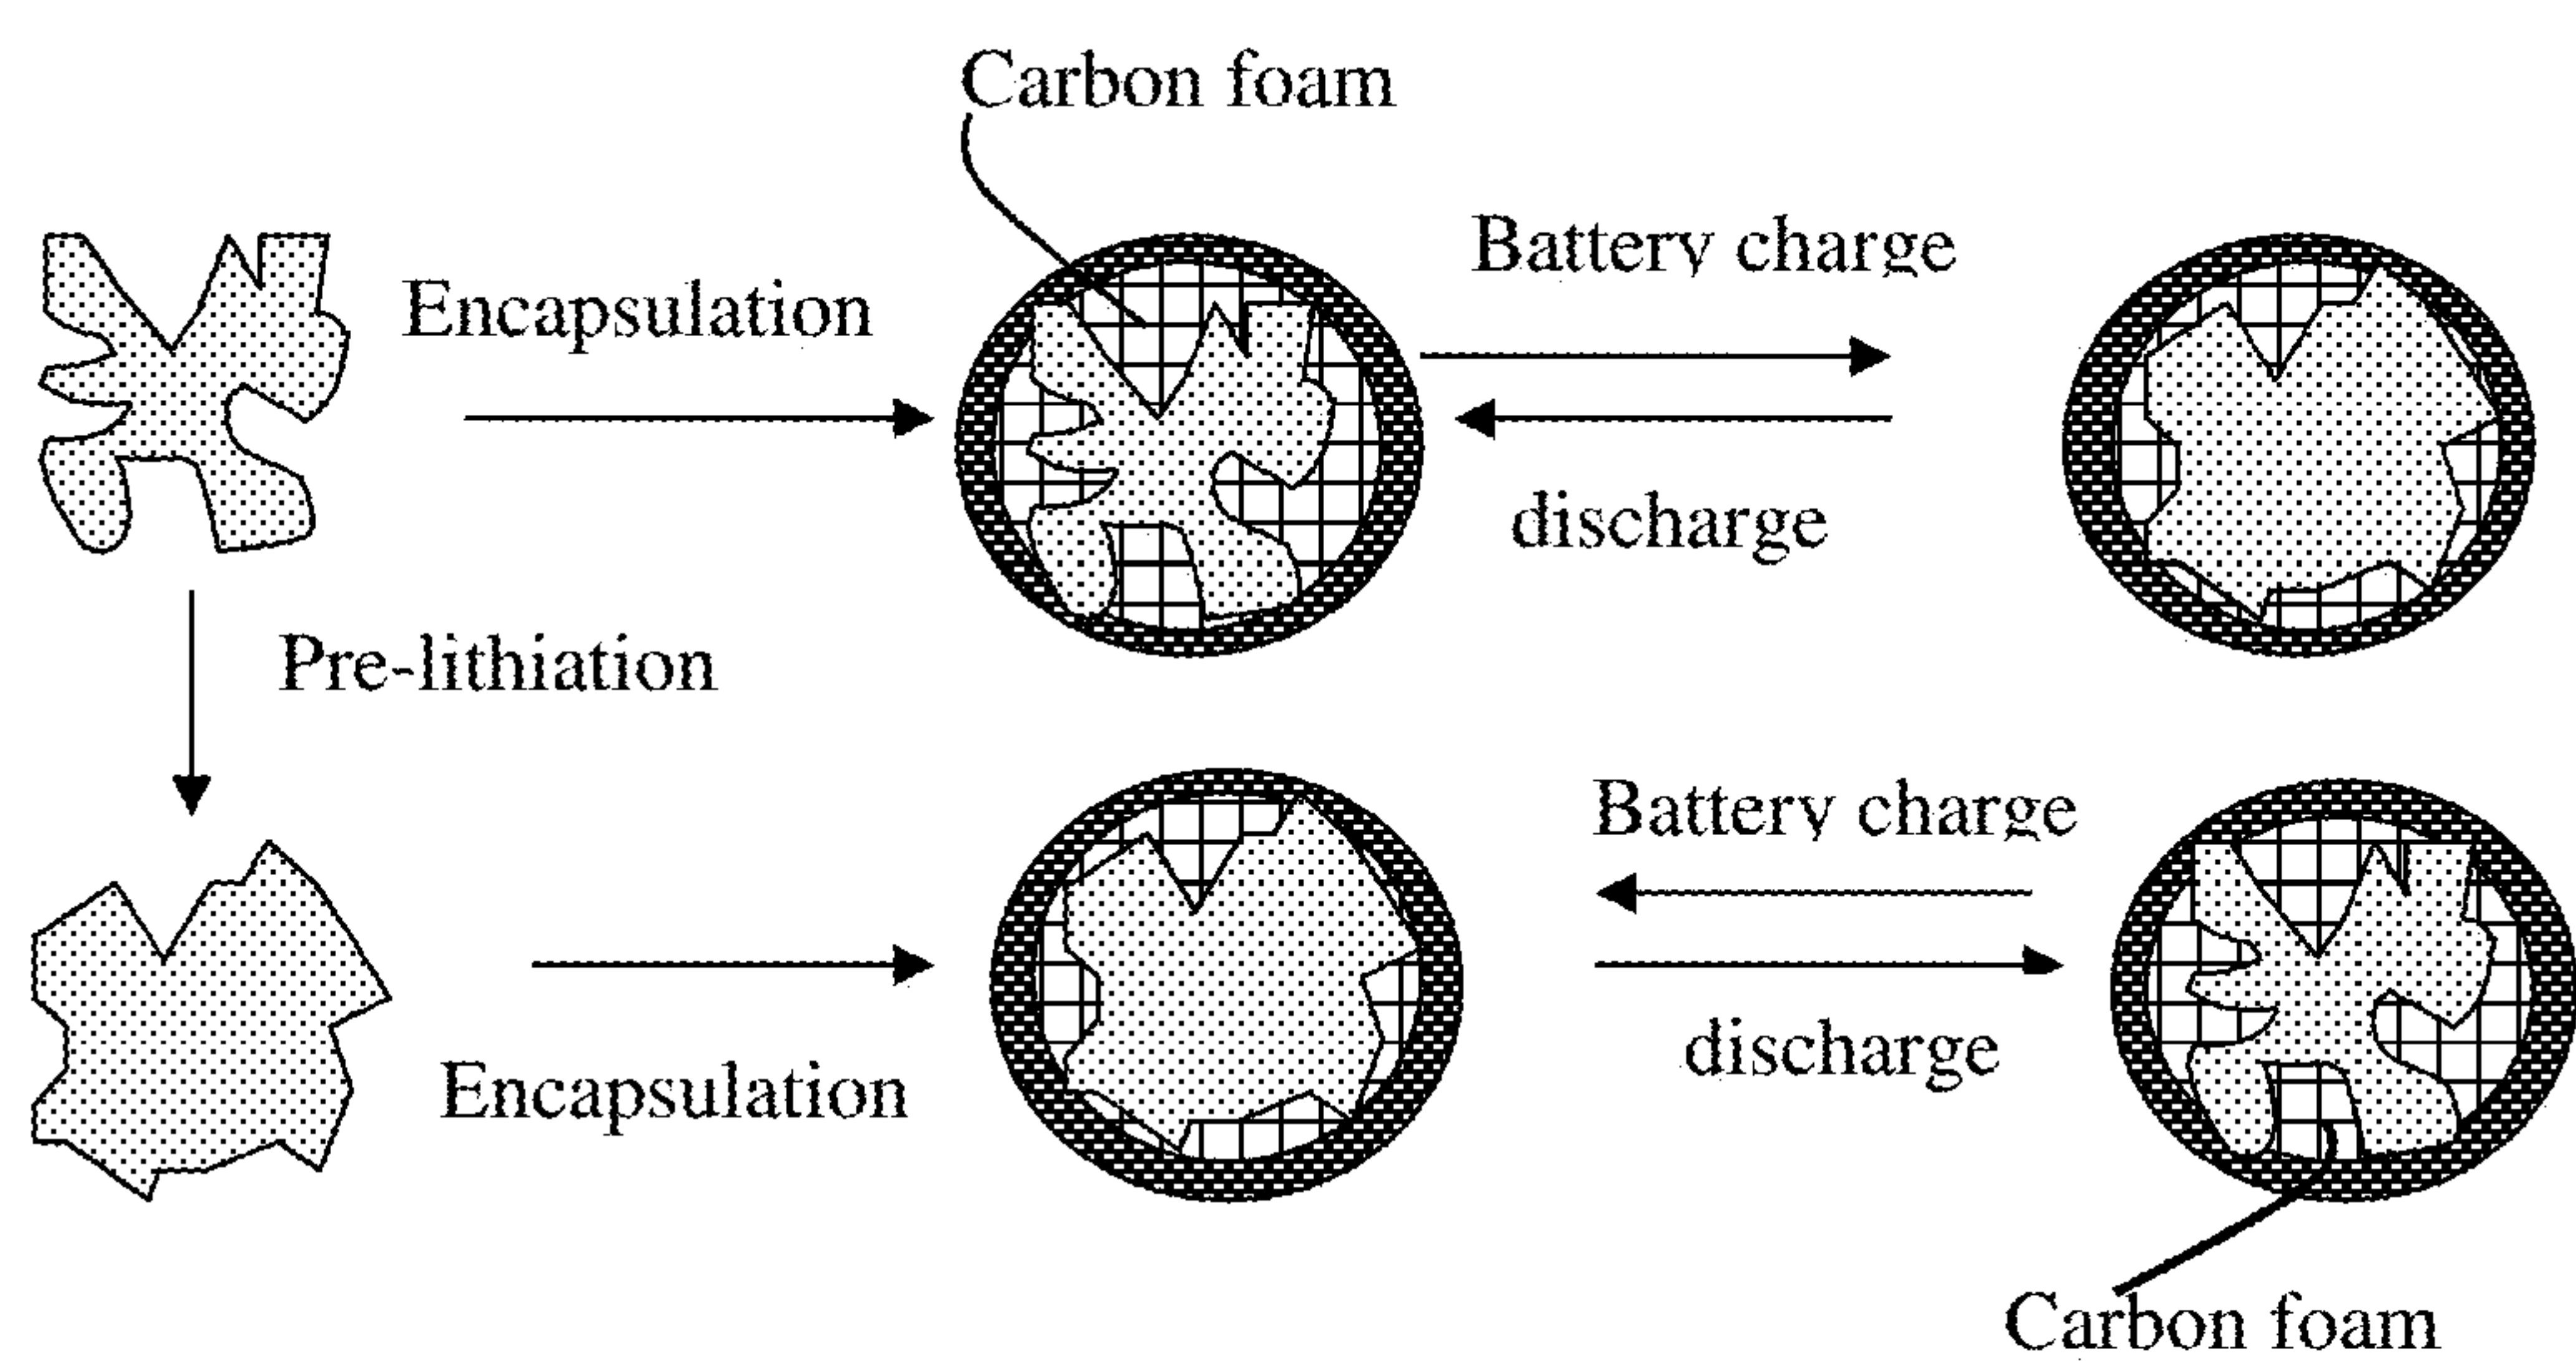 Carbon foam
Battery charge
Encapsulation
discharge
Pre-lithiation
Battery charge
Encapsulation
discharge
Carbon foam